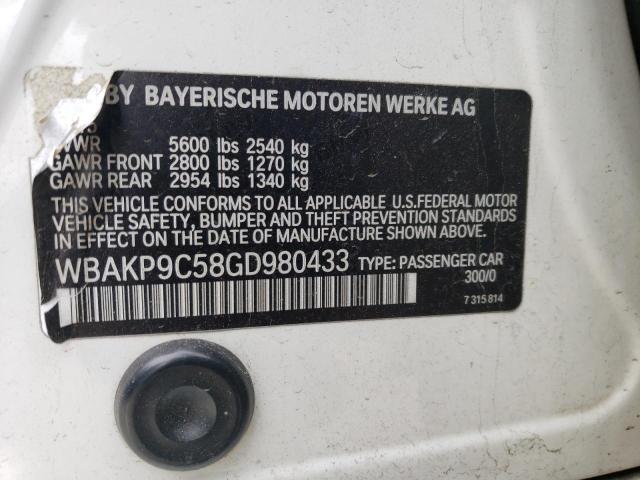 BY BAYERISCHE MOTOREN WERKE AG
5600 lbs 2540 kg
GAWR FRONT 2800 lbs 1270 kg
GAWR REAR 2954 lbs 1340 kg
THIS VEHICLE CONFORMS TO ALL APPLICABLE U.S.FEDERAL MOTOR
VEHICLE SAFETY, BUMPER AND THEFT PREVENTION STANDARDS
IN EFFECT ON THE DATE OF MANUFACTURE SHOWN ABOVE.
WBAKP9C58GD980433 TYPE: PASSENGER CAR
300/0
7 315 814